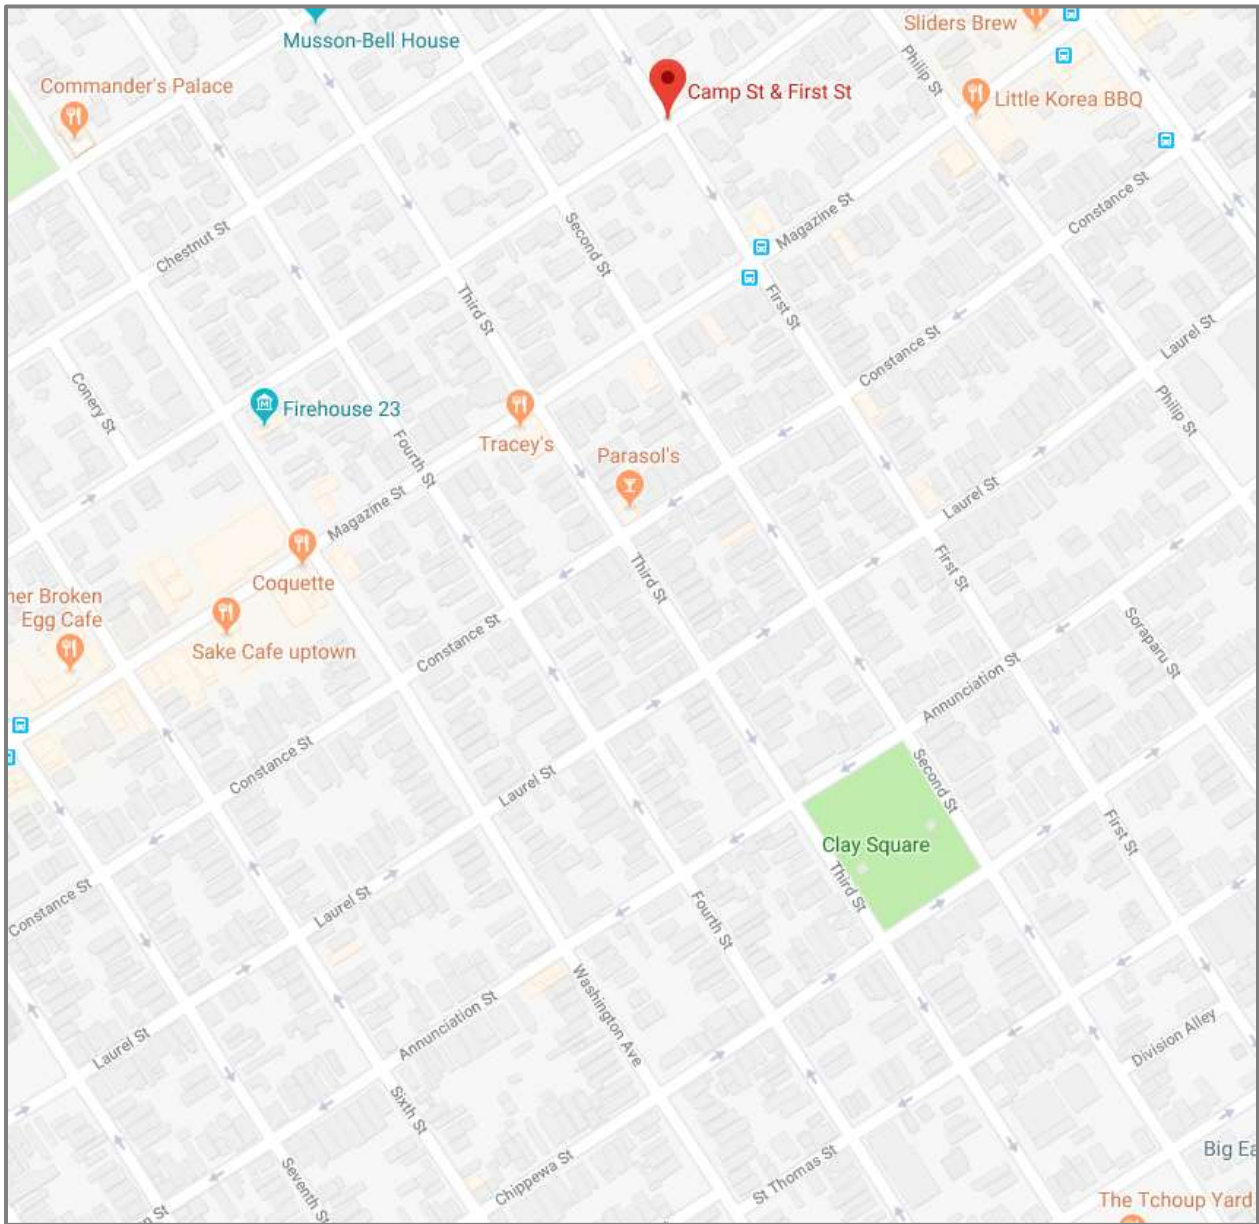 Musson-Bell House
Sliders Brew
Commander's Palace
Camp St & First St
Philip St
Little Korea BBQ
Chestnut St
Second St
Magazine St
Constance St
Third St
First St
Conery St
Constance St
Laurel St
Firehouse 23
Fourth St
Tracey's
Parasol's
Philip St
Magazine St
Laurel St
Coquette
Third St
First St
ner Broken
Egg Cafe
Sake Cafe uptown
Constance St
Soraparu St
Annunciation St
Constance St
Laurel St
Second St
Clay Square
First St
Constance St
Laurel St
Third St
Fourth St
Laurel St
Annunciation St
Washington Ave
Division Alley
Sixth St
Seventh St
Chippewa St
St Thomas St
Big Ea
The Tchoup Yard
n St